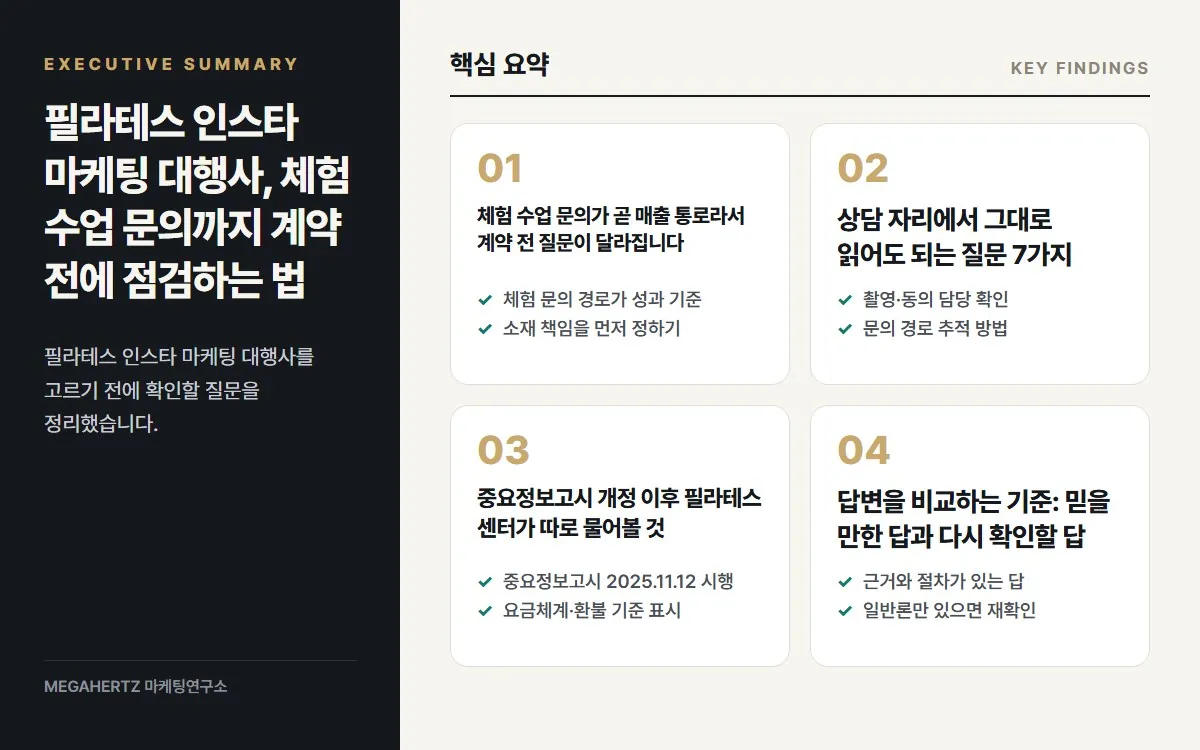 EXECUTIVE SUMMARY
필라테스 인스타
마케팅 대행사, 체험
수업 문의까지 계약
전에 점검하는 법
필라테스 인스타 마케팅 대행사를
고르기 전에 확인할 질문을
정리했습니다.
MEGAHERTZ 마케팅연구소
핵심 요약
KEY FINDINGS
01
체험 수업 문의가 곧 매출 통로라서
계약 전 질문이 달라집니다
체험 문의 경로가 성과 기준
소재 책임을 먼저 정하기
02
상담 자리에서 그대로
읽어도 되는 질문 7가지
촬영·동의 담당 확인
문의 경로 추적 방법
03
중요정보고시 개정 이후 필라테스
센터가 따로 물어볼 것
중요정보고시 2025.11.12 시행
요금체계·환불 기준 표시
04
답변을 비교하는 기준: 믿을
만한 답과 다시 확인할 답
근거와 절차가 있는 답
일반론만 있으면 재확인